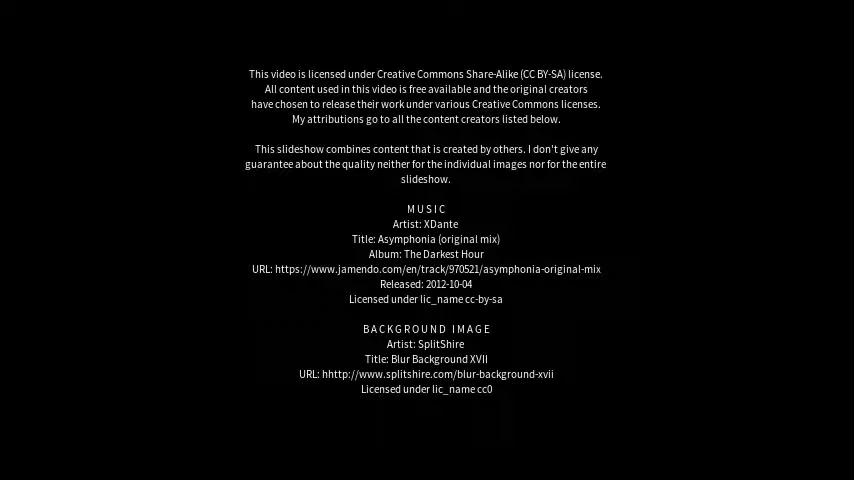 This video is licensed under Creative Commons Share-Alike (CC BY-SA) license.
All content used in this video is free available and the original creators
have chosen to release their work under various Creative Commons licenses.
My attributions go to all the content creators listed below.
This slideshow combines content that is created by others. I don't give any
guarantee about the quality neither for the individual images nor for the entire
slideshow.
MUSIC
Artist: XDante
Title: Asymphonia (original mix)
Album: The Darkest Hour
URL: https://www.jamendo.com/en/track/970521/asymphonia-original-mix
Released: 2012-10-04
Licensed under lic_name cc-by-sa
BACKGROUND IMAGE
Artist: SplitShire
Title: Blur Background XVII
URL: hhttp://www.splitshire.com/blur-background-xvii
Licensed under lic_name cc0